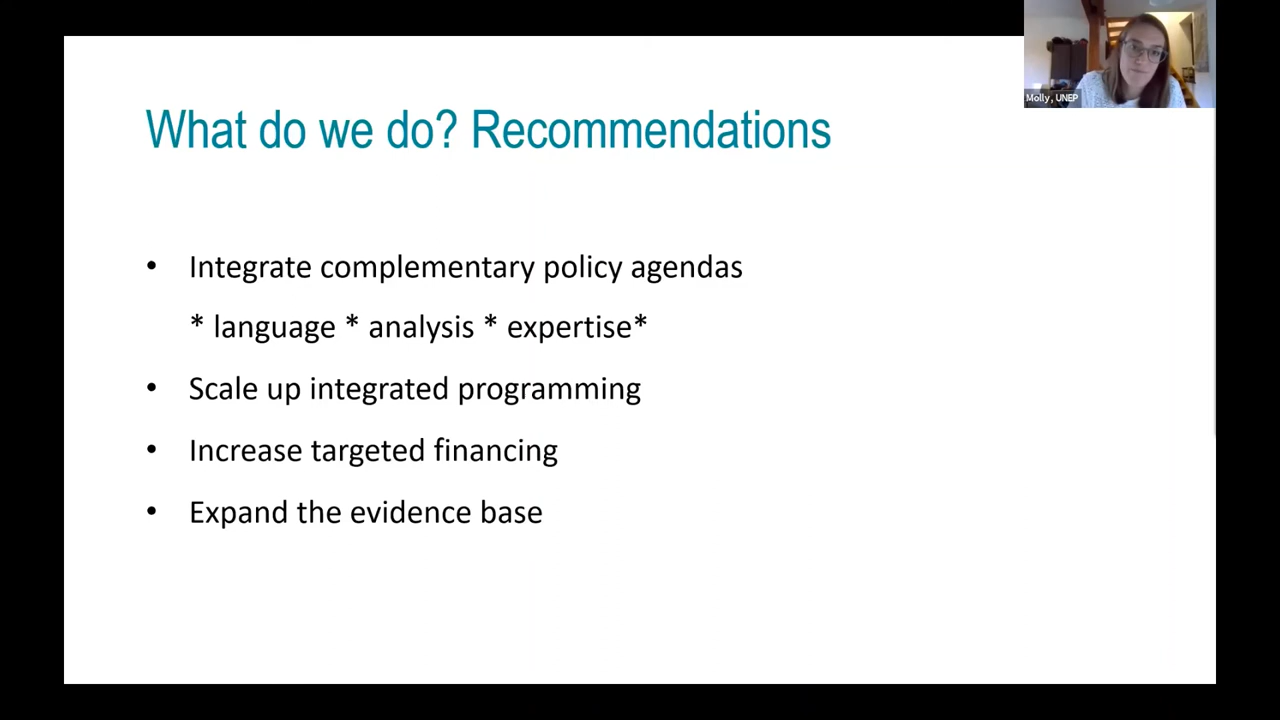 Molly, UNEP
What do we do? Recommendations
• Integrate complementary policy agendas
* language * analysis * expertise*
• Scale up integrated programming
• Increase targeted financing
• Expand the evidence base